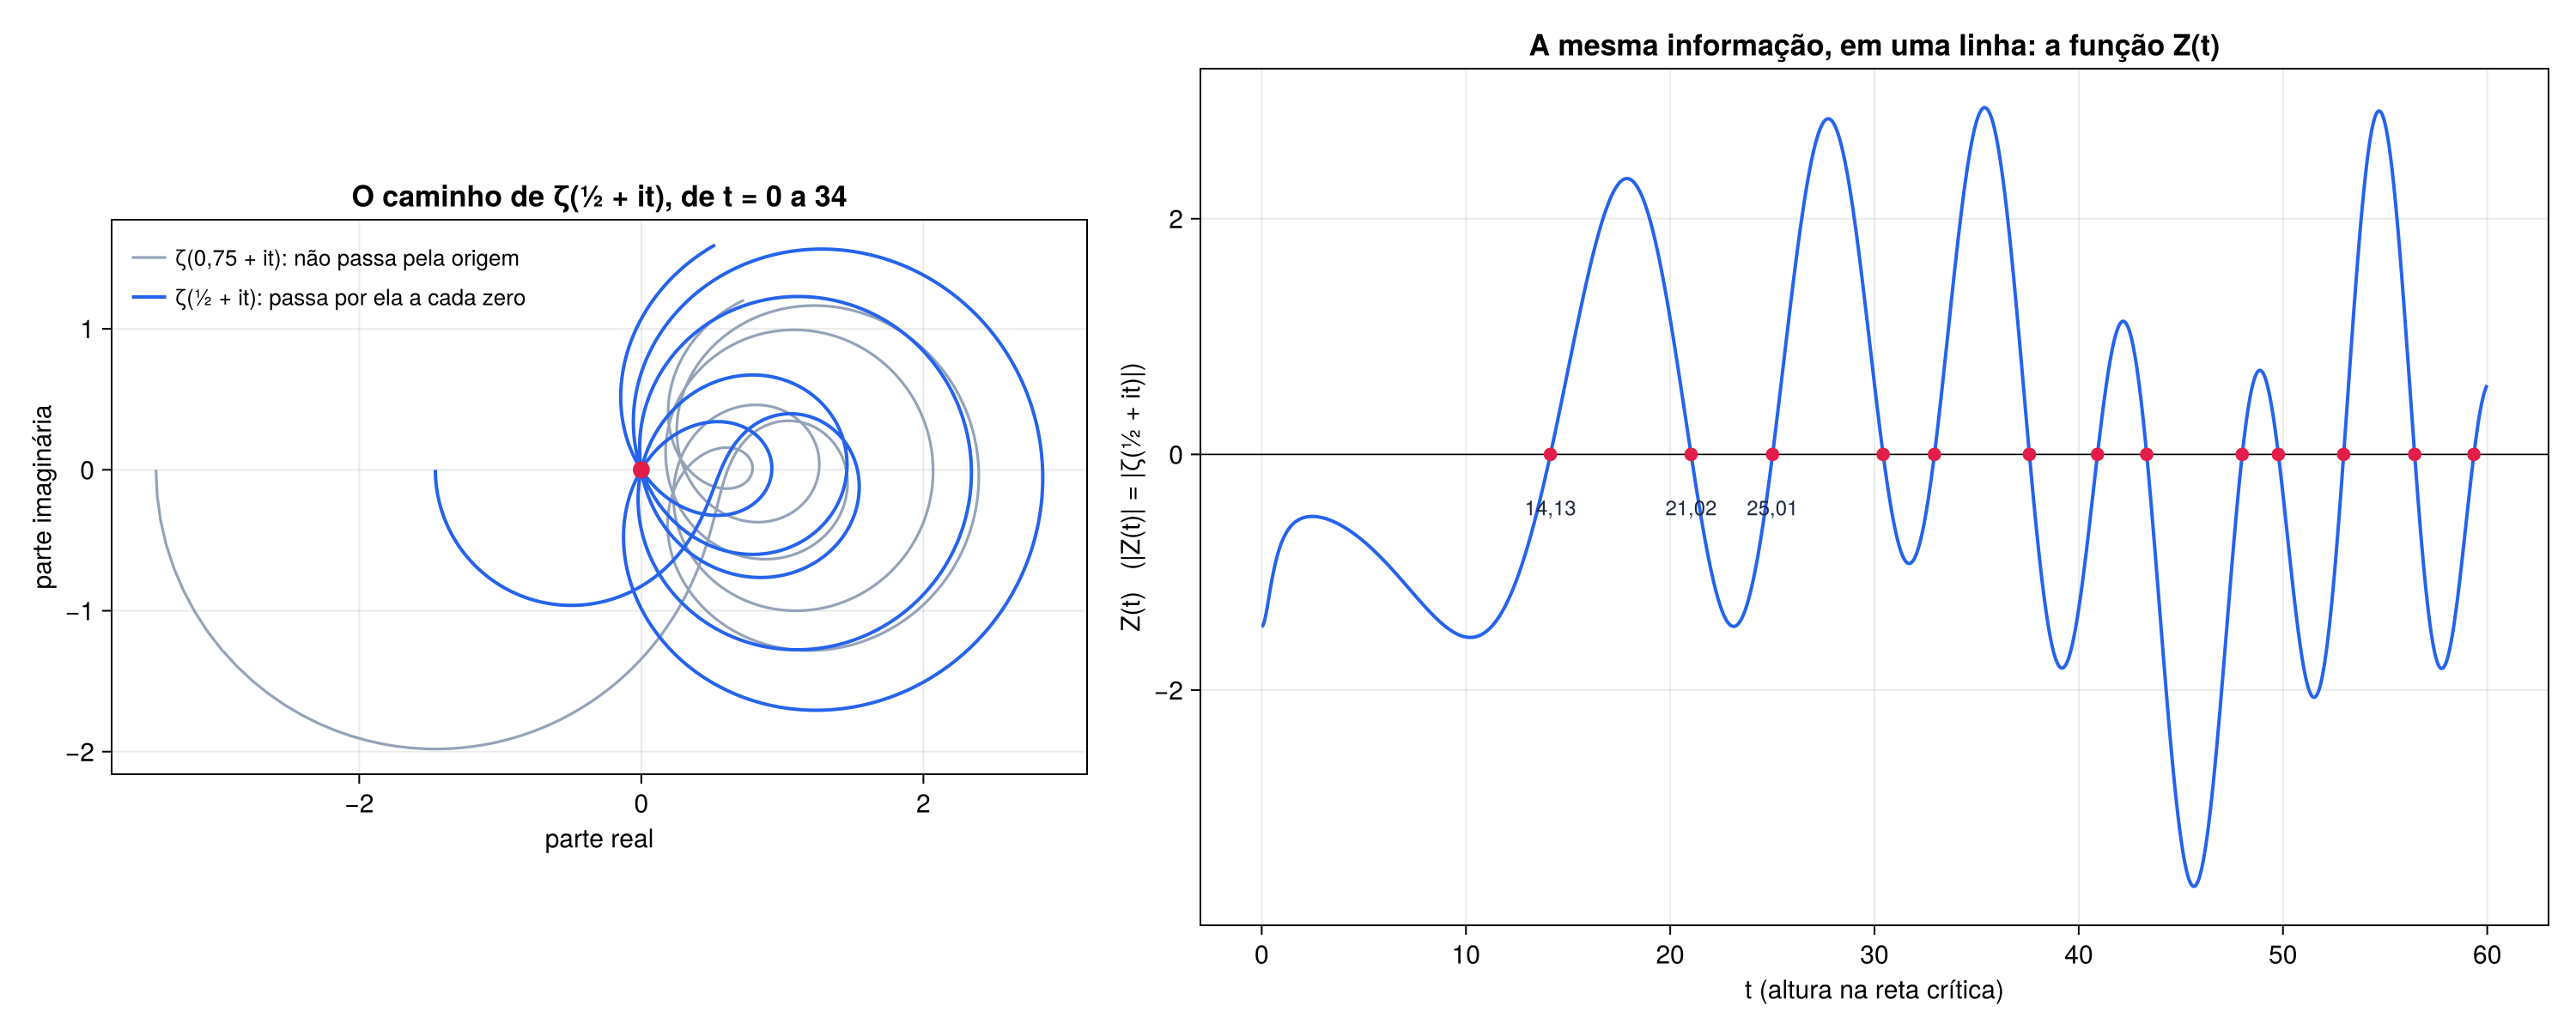 O caminho de ζ(½ + it), de t = 0 a 34
ζ(0,75 + it): não passa pela origem
ζ(½ + it): passa por ela a cada zero
parte imaginária
1
0
−1
−2
−2
0
2
parte real
A mesma informação, em uma linha: a função Z(t)
Z(t) (|Z(t)| = |ζ(½ + it)|)
2
0
−2
14,13
21,02
25,01
0
10
20
30
40
50
60
t (altura na reta crítica)